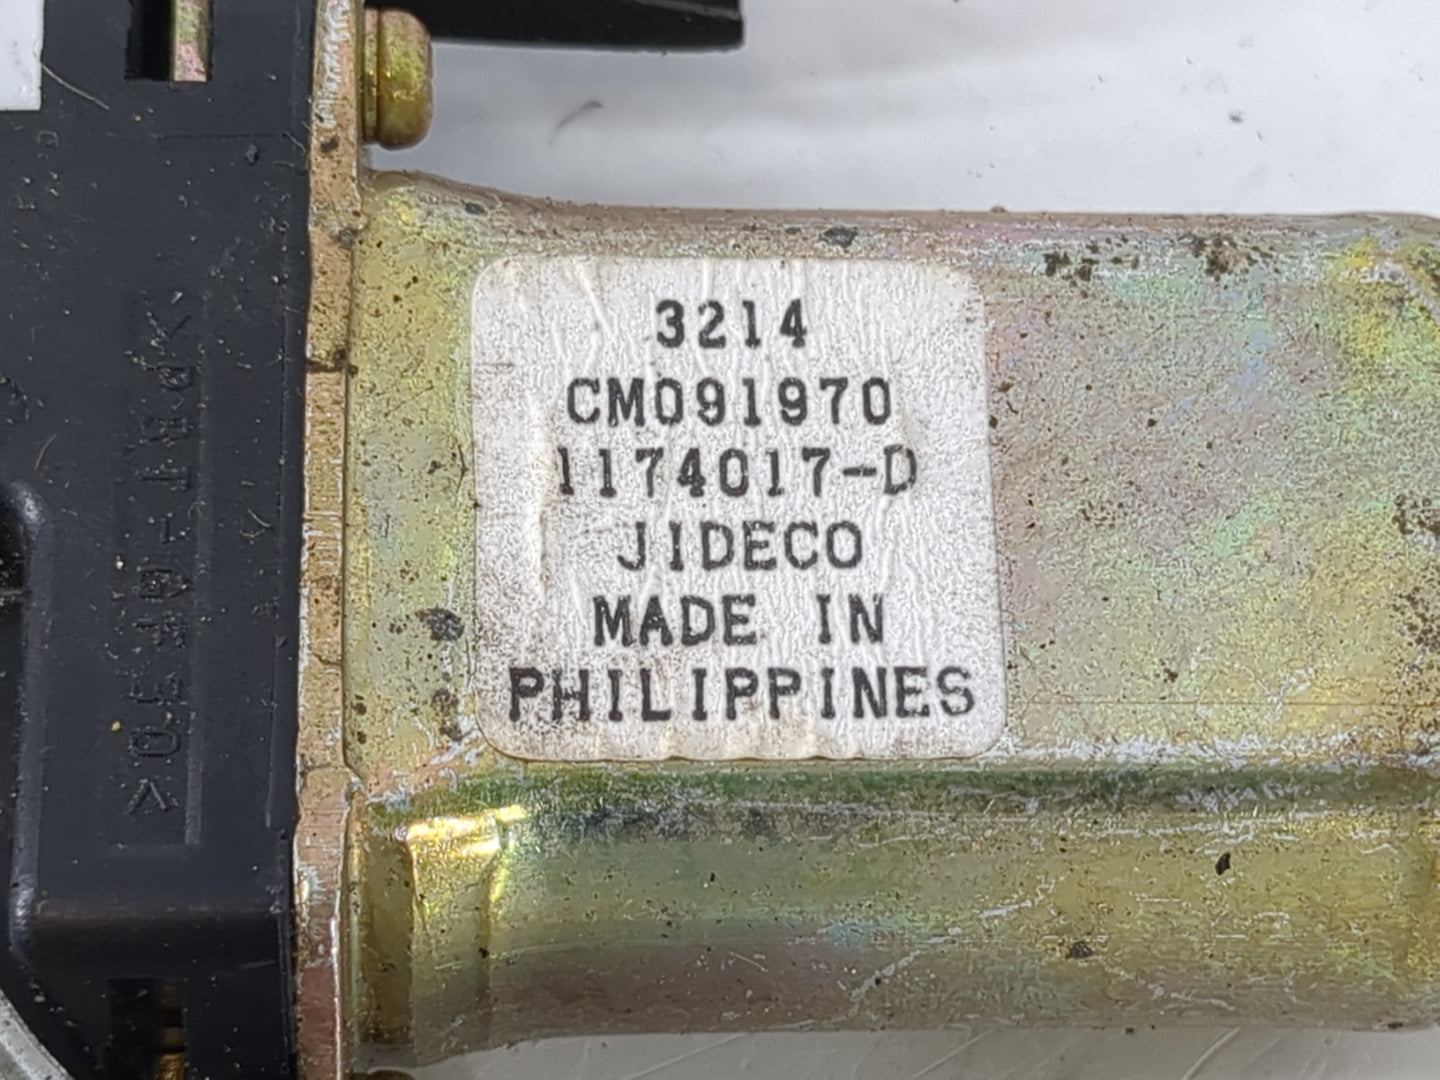 3214
CM091970
1174017-D
JIDECO
MADE IN
PHILIPPINES